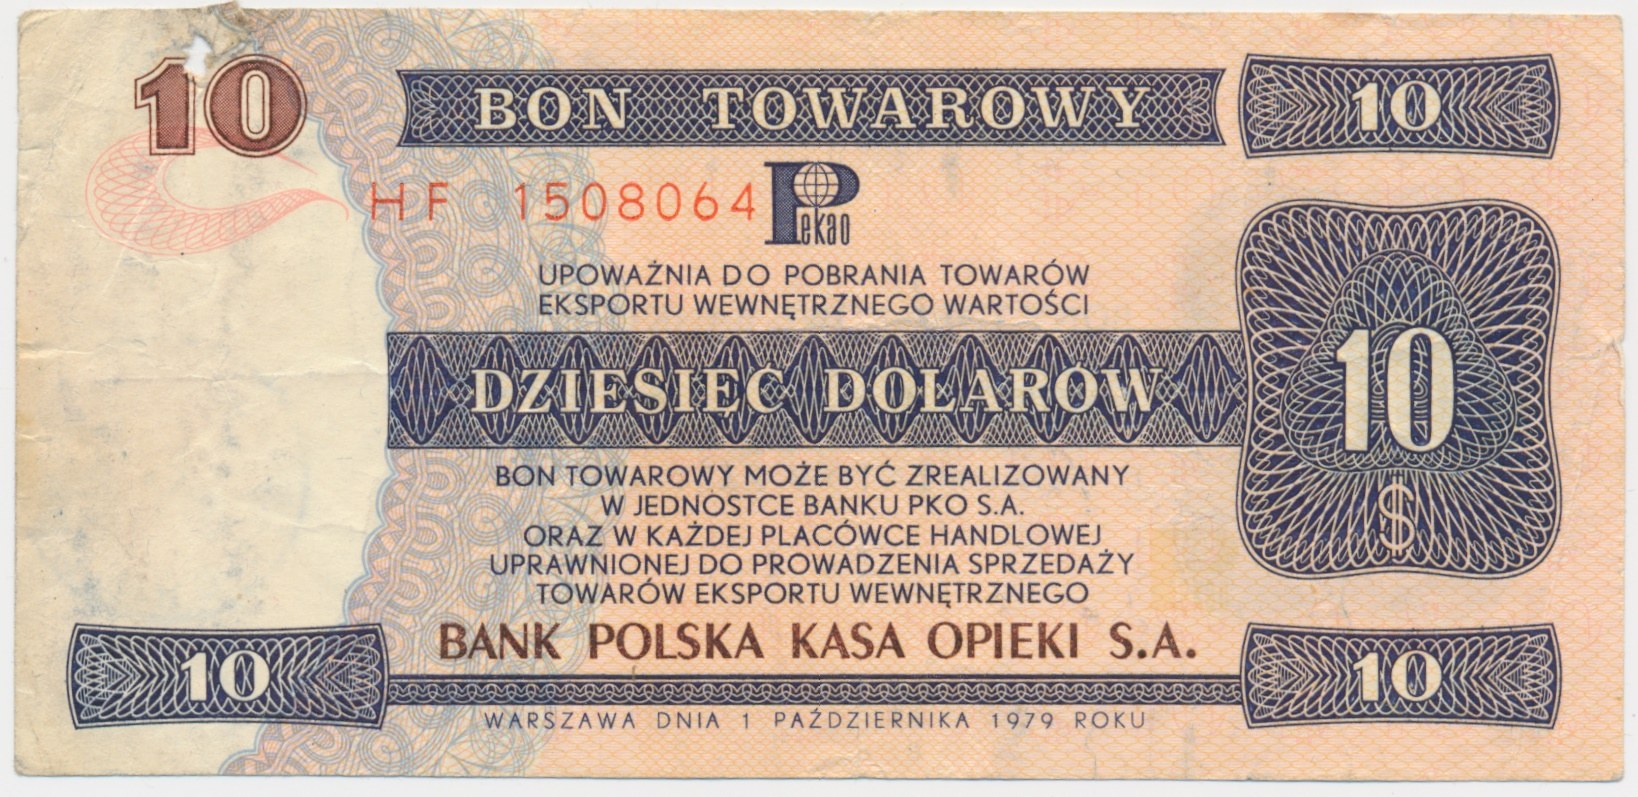 10
BON TOWAROWY
10
HF 1508064
Pekao
UPOWAŻNIA DO POBRANIA TOWARÓW
EKSPORTU WEWNĘTRZNEGO WARTOŚCI
DZIESIĘĆ DOLARÓW
10
$
BON TOWAROWY MOŻE BYĆ ZREALIZOWANY
W JEDNOSTCE BANKU PKO S.A.
ORAZ W KAŻDEJ PLACÓWCE HANDLOWEJ
UPRAWNIONEJ DO PROWADZENIA SPRZEDAŻY
TOWARÓW EKSPORTU WEWNĘTRZNEGO
BANK POLSKA KASA OPIEKI S.A.
10
10
WARSZAWA DNIA 1 PAŹDZIERNIKA 1979 ROKU